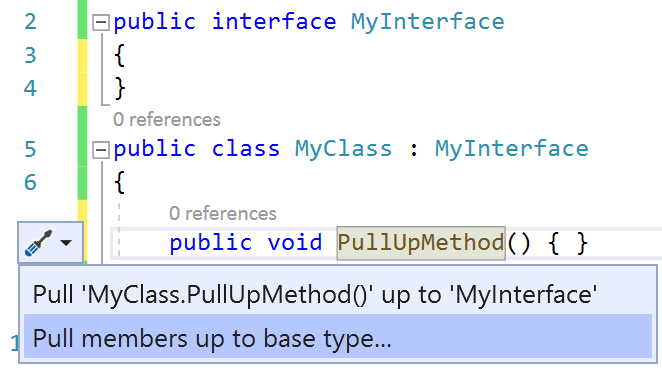 2 public interface MyInterface
3 {
4 }
0 references
5 public class MyClass : MyInterface
6 {
0 references
public void PullUpMethod() { }
Pull 'MyClass.PullUpMethod()' up to 'MyInterface'
Pull members up to base type...